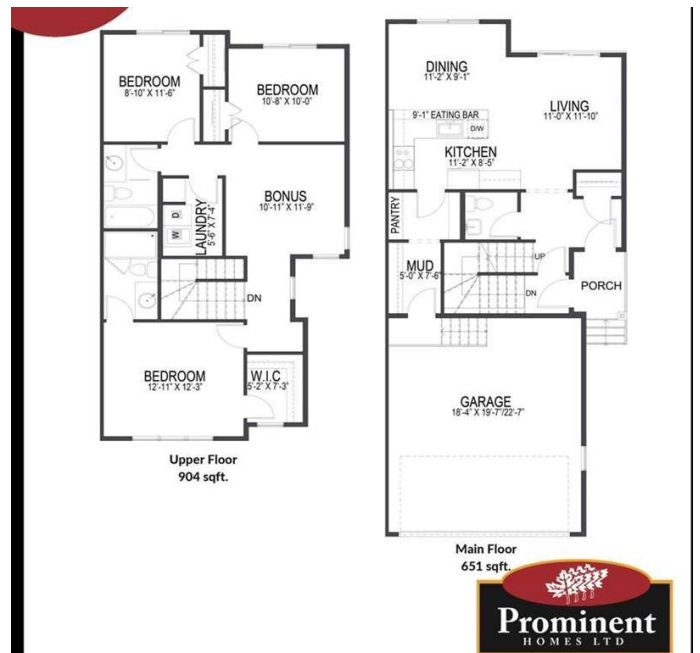 BEDROOM
8'-10" X 11'-6"
BEDROOM
10'-8" X 10'-0"
BONUS
10'-11" X 11'-9"
D
W
LAUNDRY
5'-6" X 7'-4"
DN
BEDROOM
12'-11" X 12'-3"
W.I.C
5'-2" X 7'-3"
Upper Floor
904 sqft.
DINING
11'-2" X 9'-1"
LIVING
11'-0" X 11'-10"
9'-1" EATING BAR
D/W
KITCHEN
11'-2" X 8'-5"
PANTRY
MUD
5'-0" X 7'-6"
UP
DN
PORCH
GARAGE
18'-4" X 19'-7"/22'-7"
Main Floor
651 sqft.
Prominent
HOMES LTD